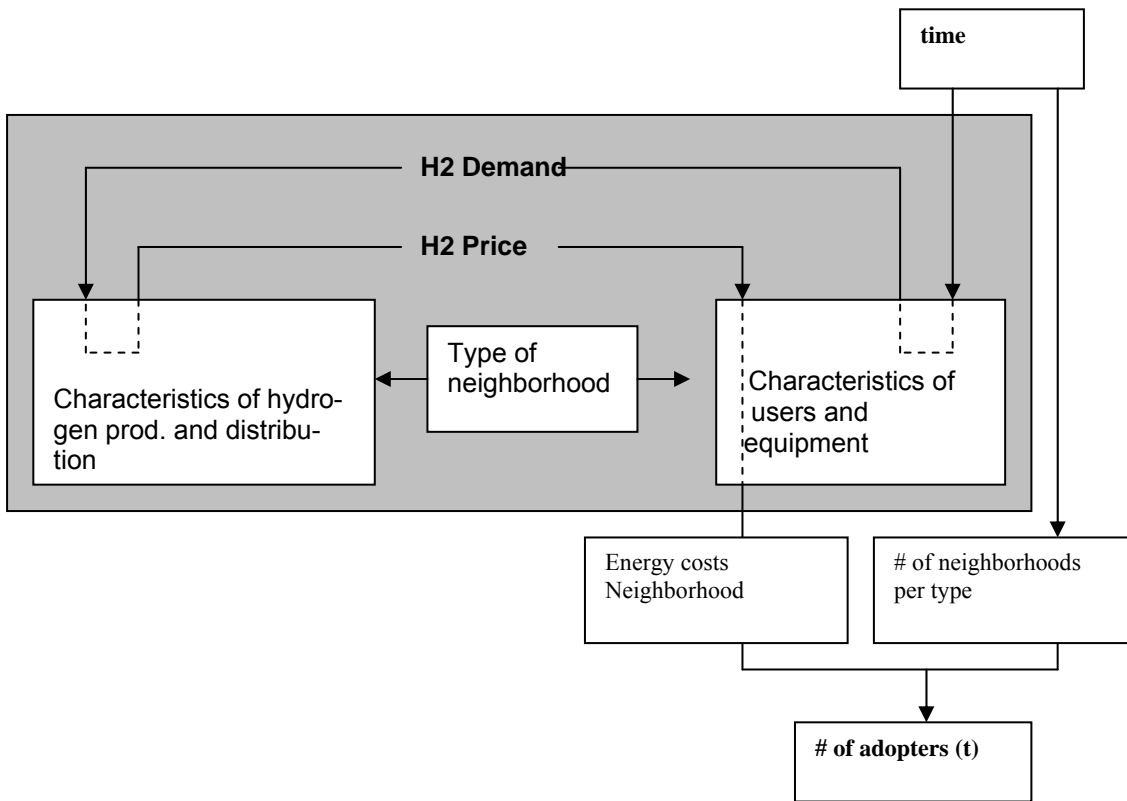 time
H2 Demand
H2 Price
Type of
neighborhood
Characteristics of hydro-
gen prod. and distribu-
tion
Characteristics of
users and
equipment
Energy costs
Neighborhood
# of neighborhoods
per type
# of adopters (t)